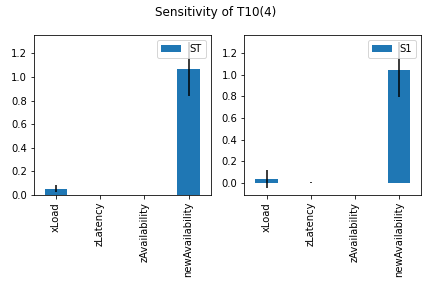 Sensitivity of T10(4)
ST
1.2
1.0
0.8
0.6
0.4
0.2
0.0
xLoad
zLatency
zAvailability
newAvailability
S1
1.2
1.0
0.8
0.6
0.4
0.2
0.0
xLoad
zLatency
zAvailability
newAvailability